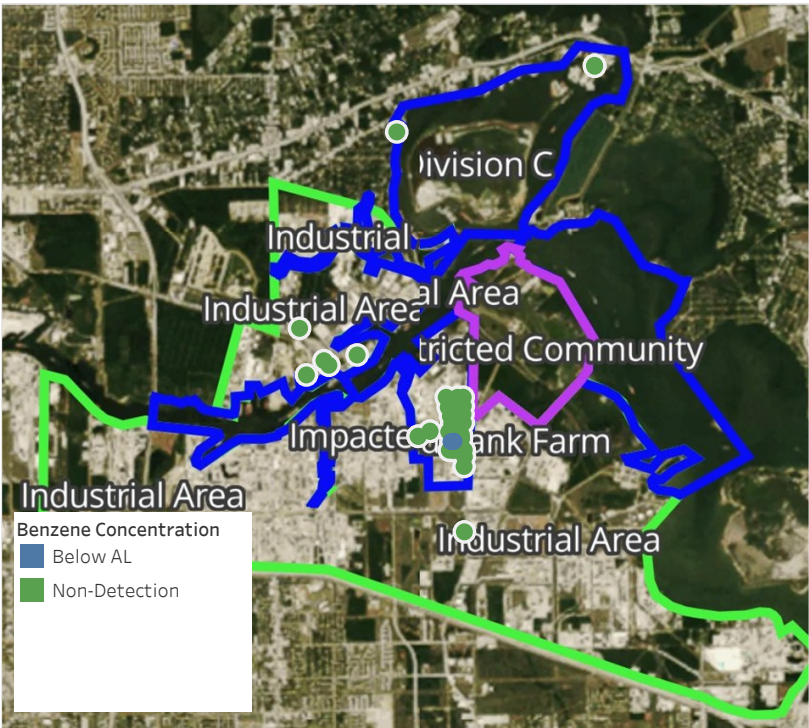 Division C
Industrial
Industrial Area
al Area
tricted Community
Impacte
ank Farm
Industrial Area
Industrial Area
Benzene Concentration
Below AL
Non-Detection